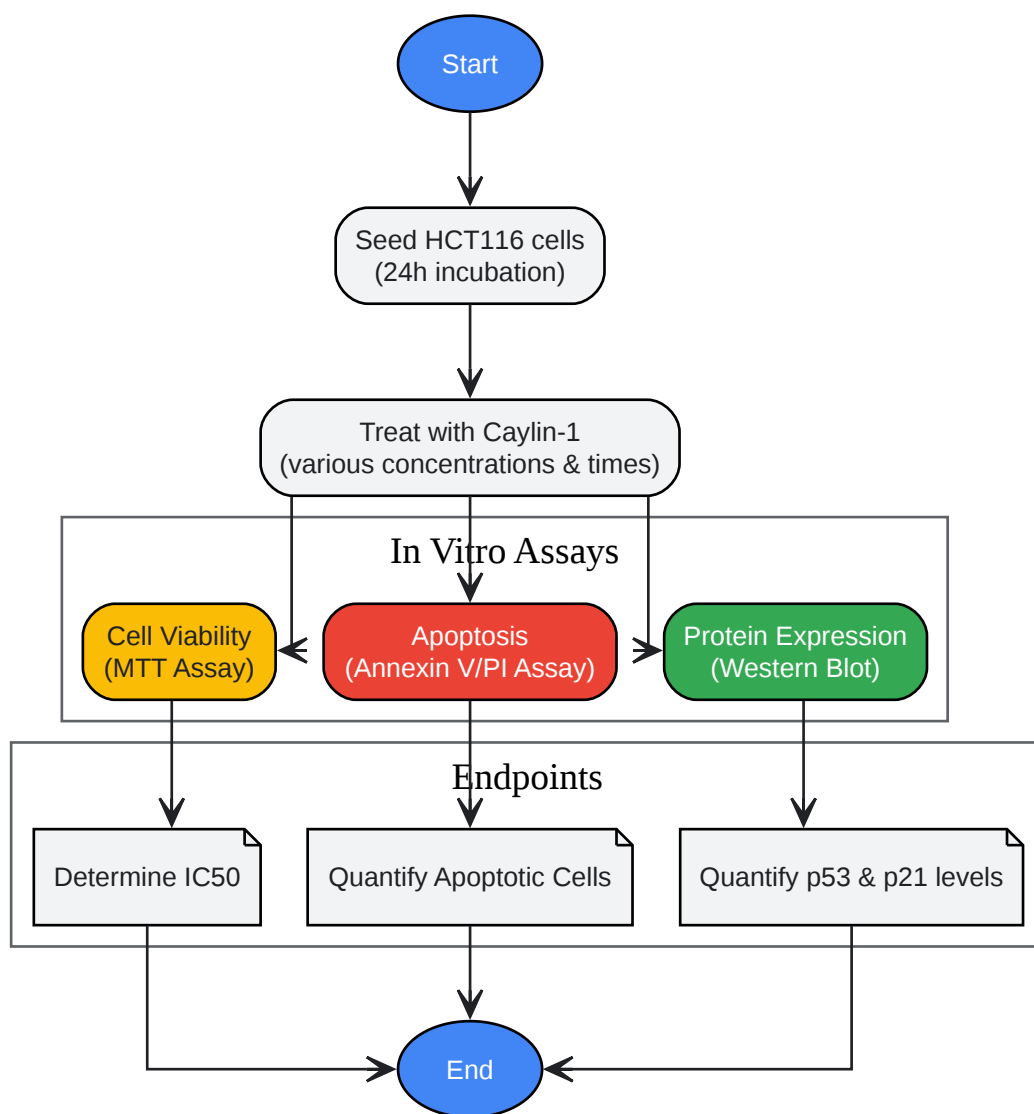 Start
Seed HCT116 cells
(24h incubation)
Treat with Caylin-1
(various concentrations & times)
In Vitro Assays
Cell Viability
(MTT Assay)
Apoptosis
(Annexin V/PI Assay)
Protein Expression
(Western Blot)
Endpoints
Determine IC50
Quantify Apoptotic Cells
Quantify p53 & p21 levels
End